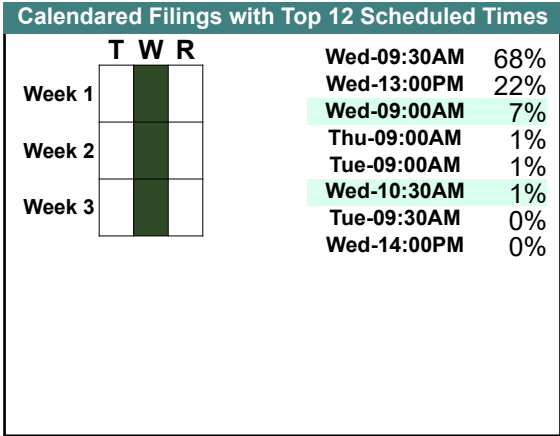 Calendared Filings with Top 12 Scheduled Times
T W R
Week 1
Week 2
Week 3
Wed-09:30AM 68%
Wed-13:00PM 22%
Wed-09:00AM 7%
Thu-09:00AM 1%
Tue-09:00AM 1%
Wed-10:30AM 1%
Tue-09:30AM 0%
Wed-14:00PM 0%